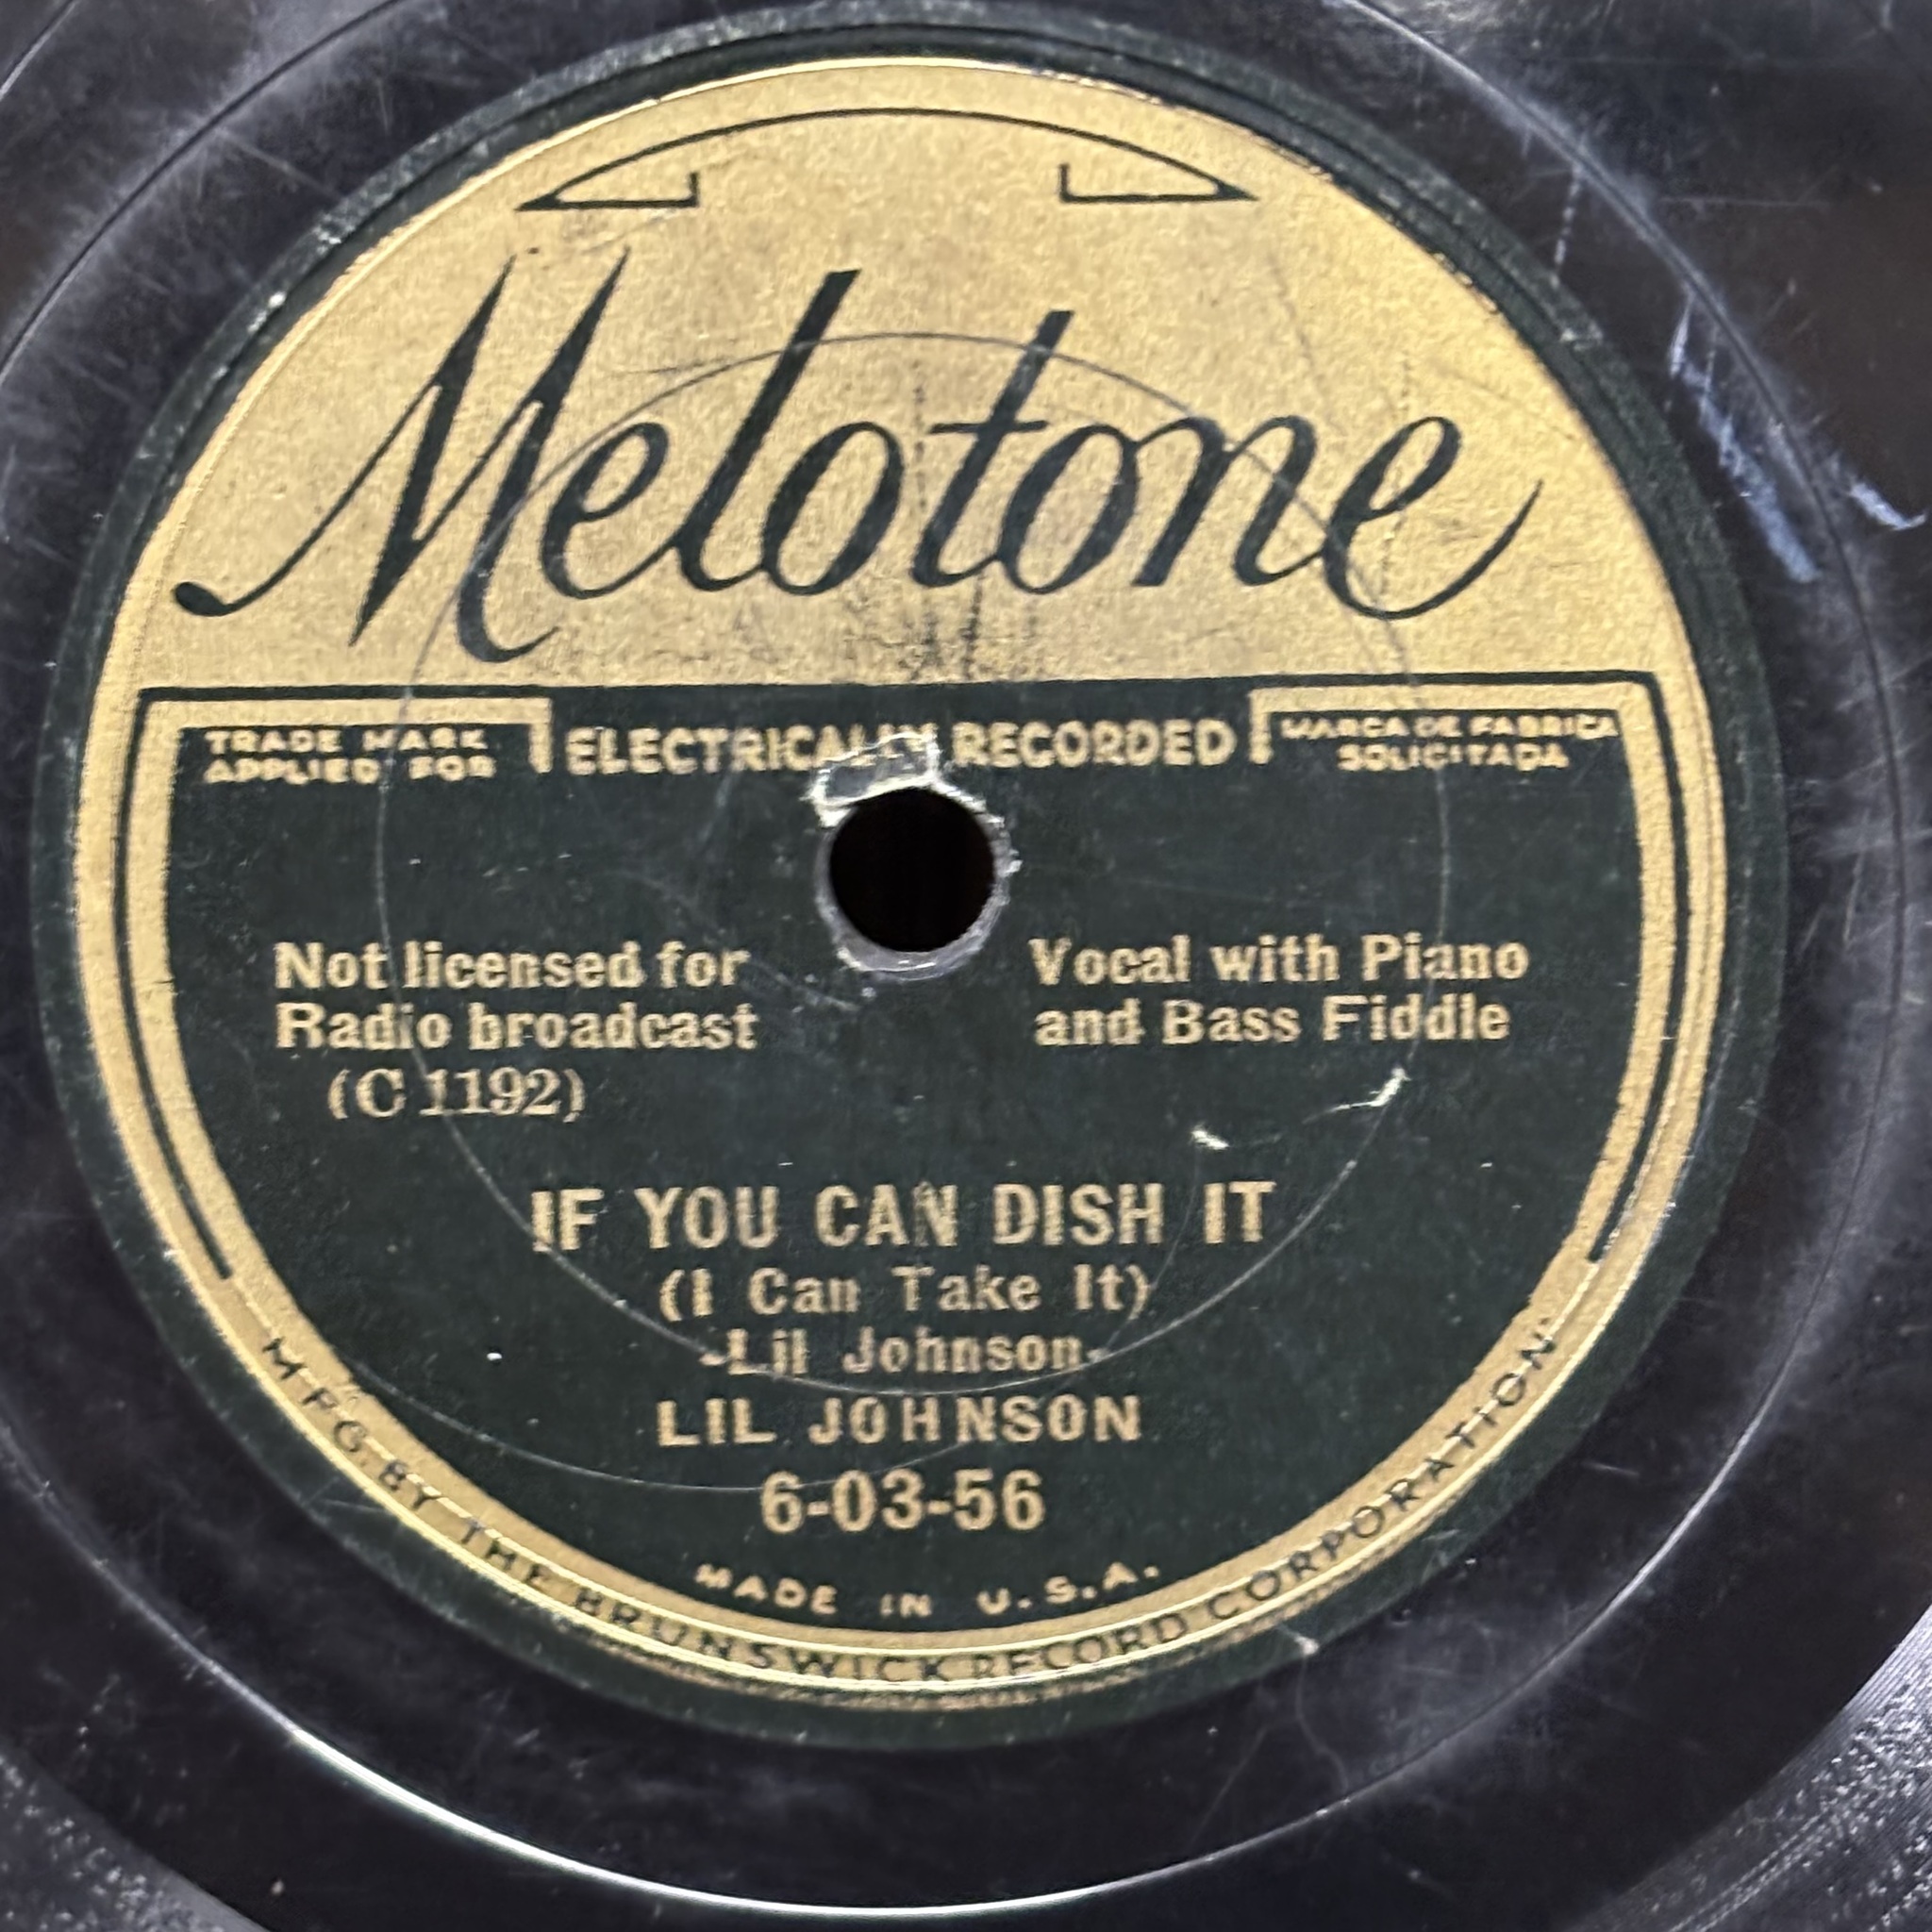 Melotone
TRADE MARK
APPLIED FOR
ELECTRICALLY RECORDED
MARCA DE FABRICA
SOLICITADA
Not licensed for
Radio broadcast
(C 1192)
Vocal with Piano
and Bass Fiddle
IF YOU CAN DISH IT
(I Can Take It)
-Lil Johnson-
LIL JOHNSON
6-03-56
MADE IN U.S.A.
MFG. BY THE BRUNSWICK RECORD CORPORATION